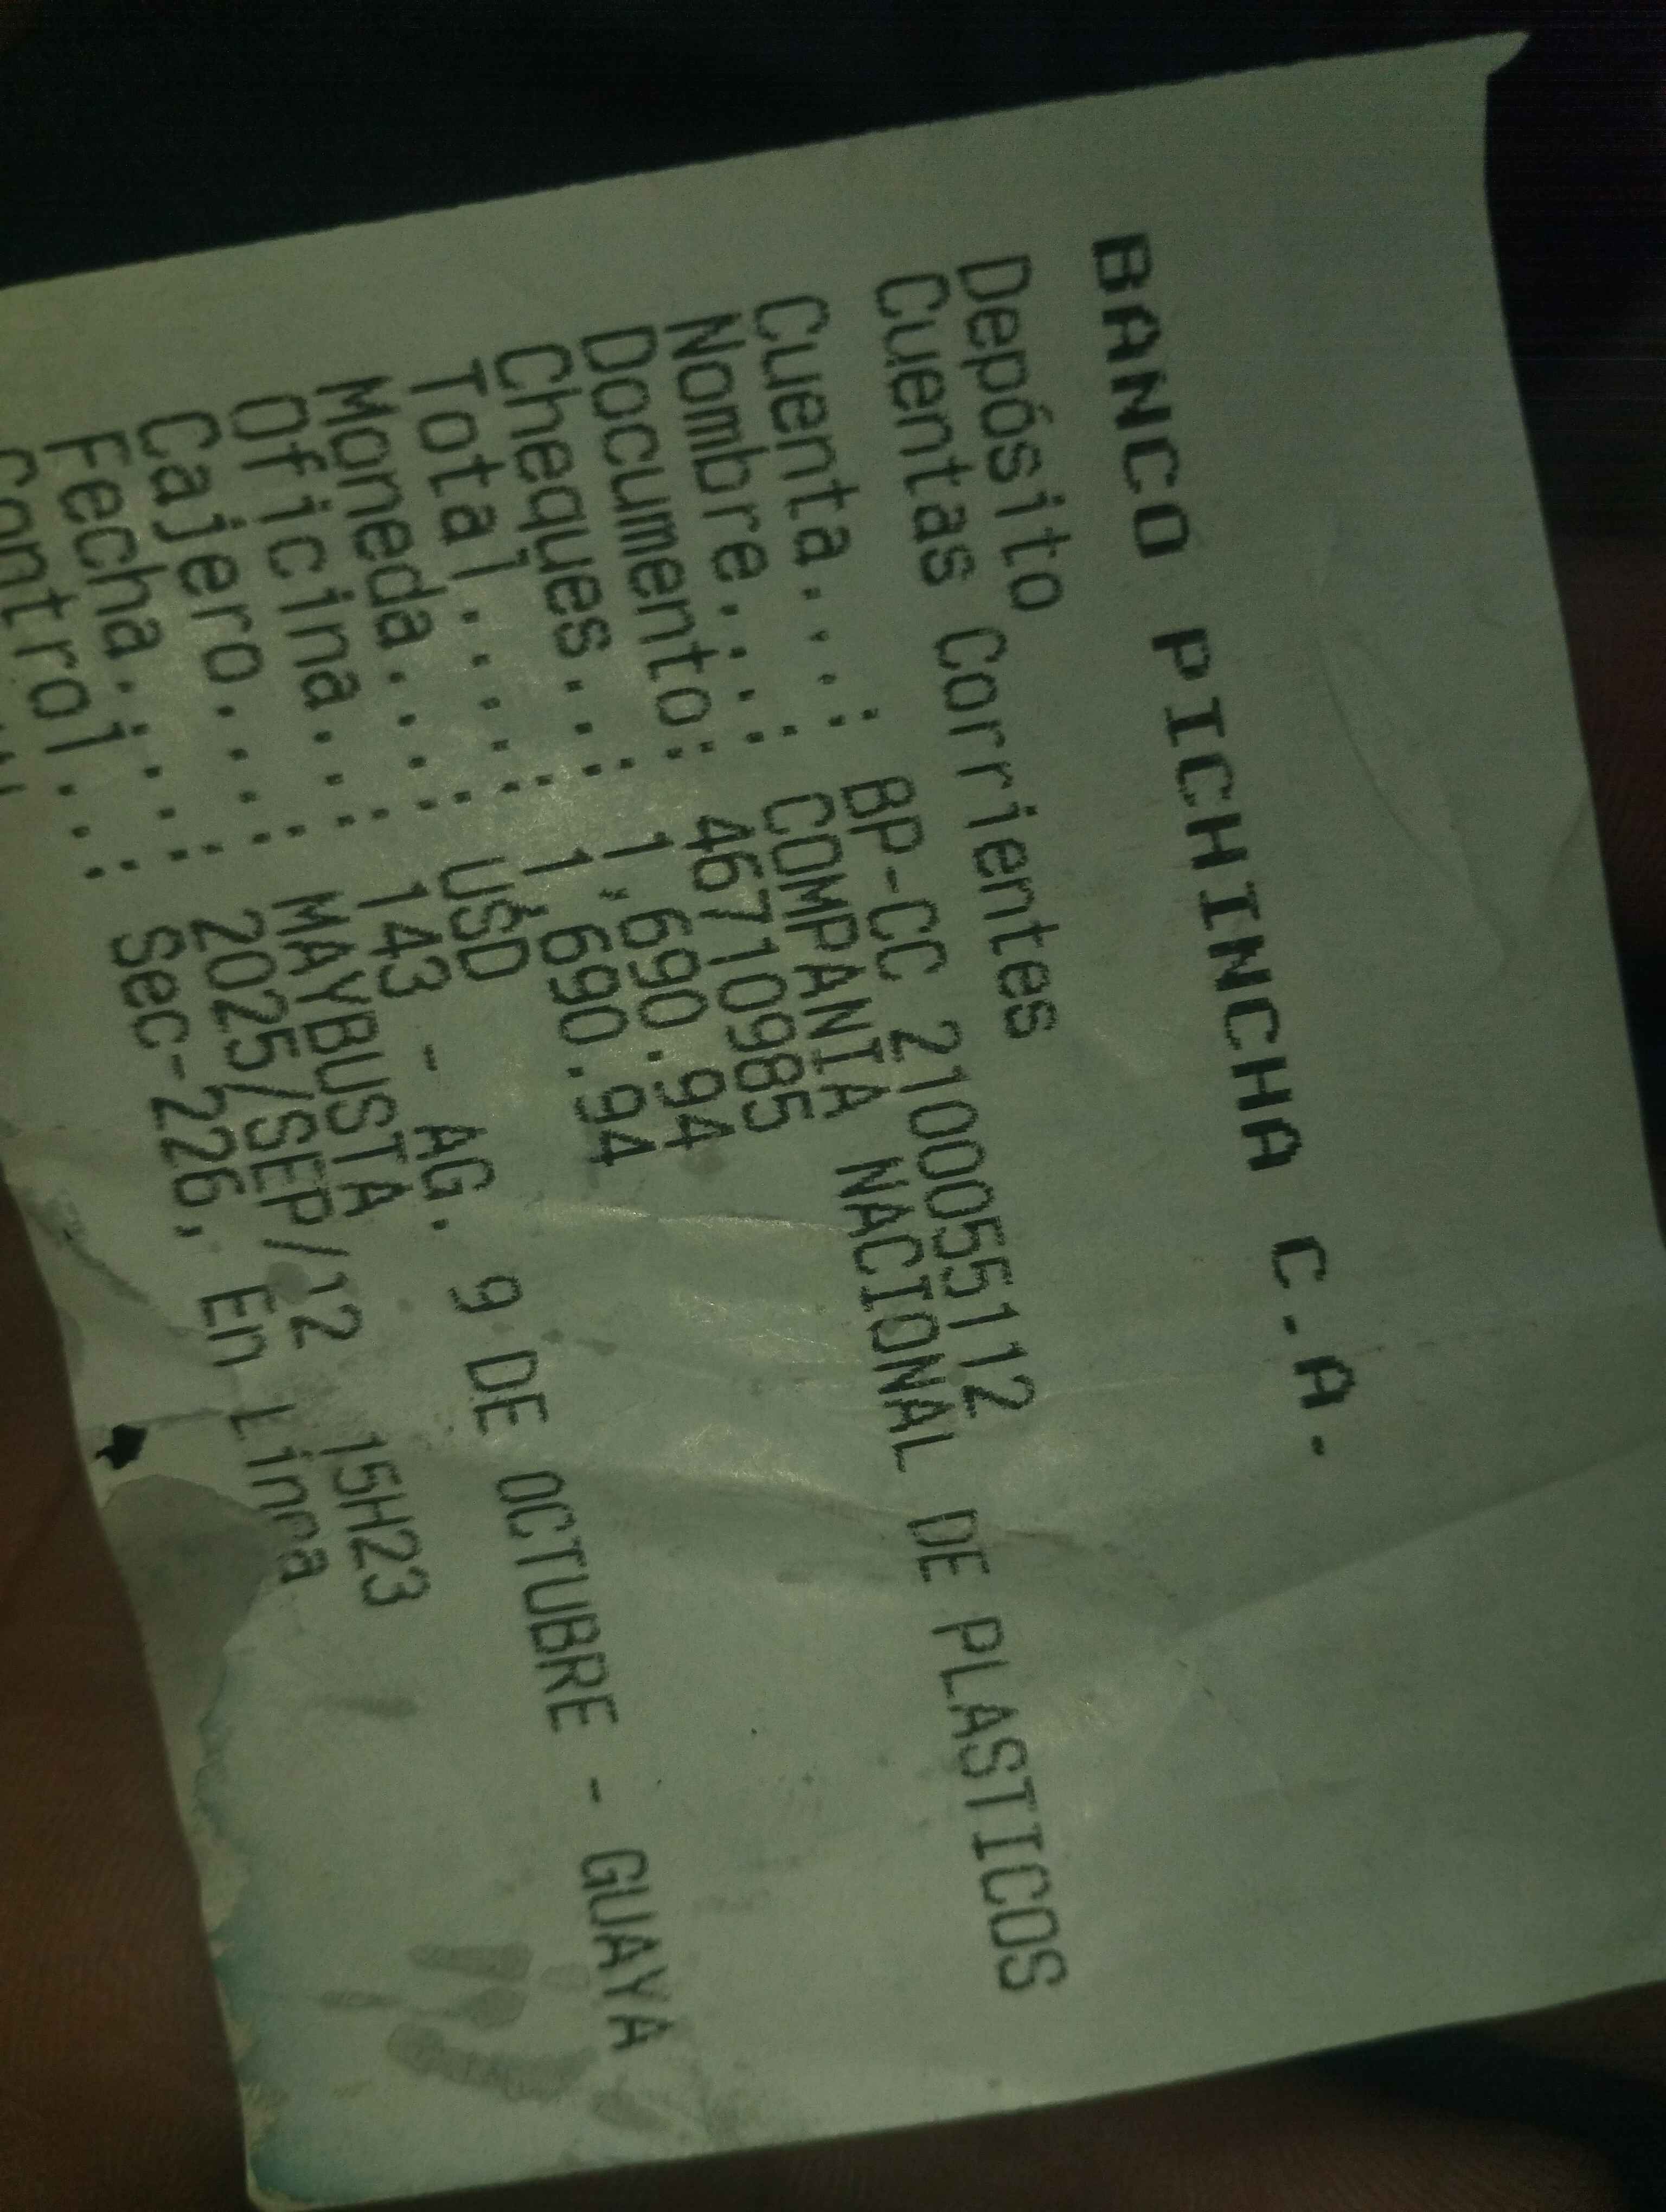 BANCO PICHINCHA C.A.
Depósito
Cuentas Corrientes
Cuenta....: BP-CC 2100055112
Nombre....: COMPANIA NACIONAL DE PLASTICOS
Documento: 46710985
Cheques...: 1,690.94
Total.....: 1,690.94
Moneda....: USD
Oficina...: 143 - AG. 9 DE OCTUBRE - GUAYA
Cajero....: MAYBUSTA
Fecha.....: 2025/SEP/12 15H23
Control...: Sec-226, En Linea